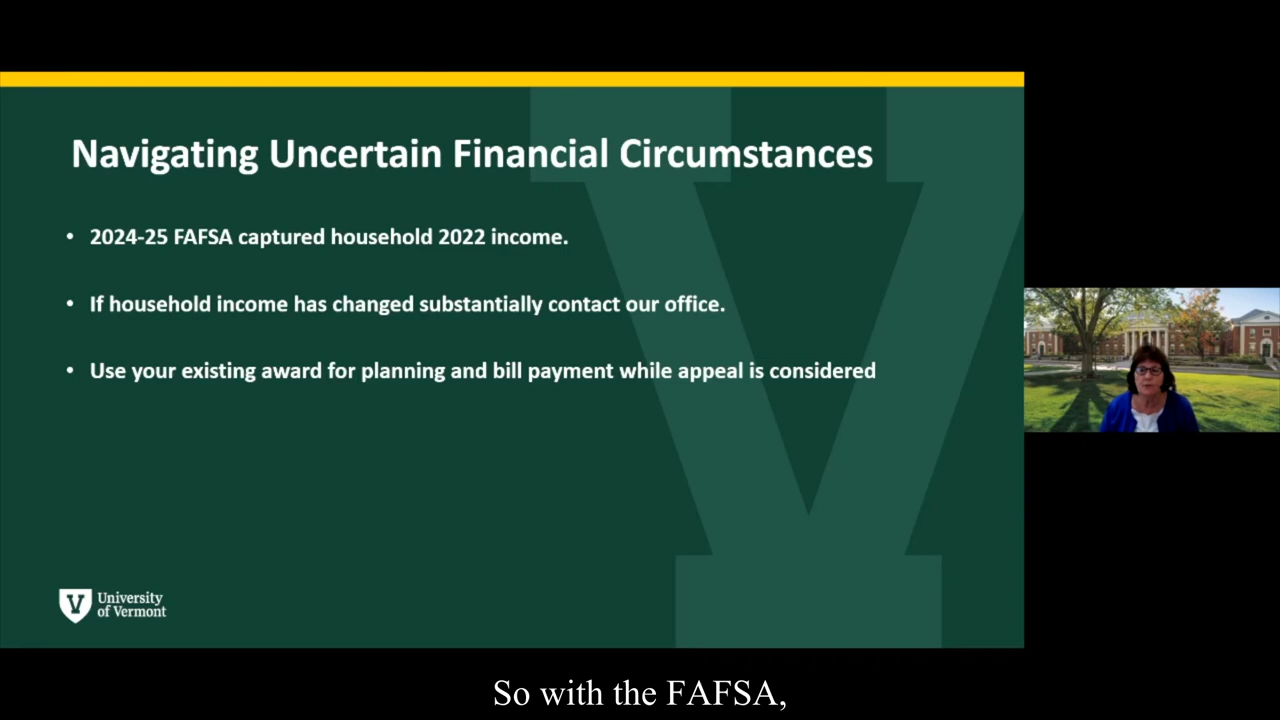 Navigating Uncertain Financial Circumstances
• 2024-25 FAFSA captured household 2022 income.
• If household income has changed substantially contact our office.
• Use your existing award for planning and bill payment while appeal is considered
V University
of Vermont
So with the FAFSA,